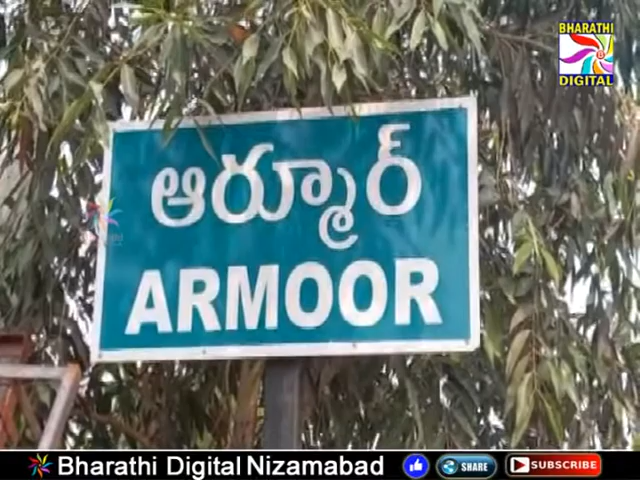 BHARATHI
DIGITAL
ఆర్మూర్
ARMOOR
Bharathi Digital Nizamabad
SHARE
SUBSCRIBE